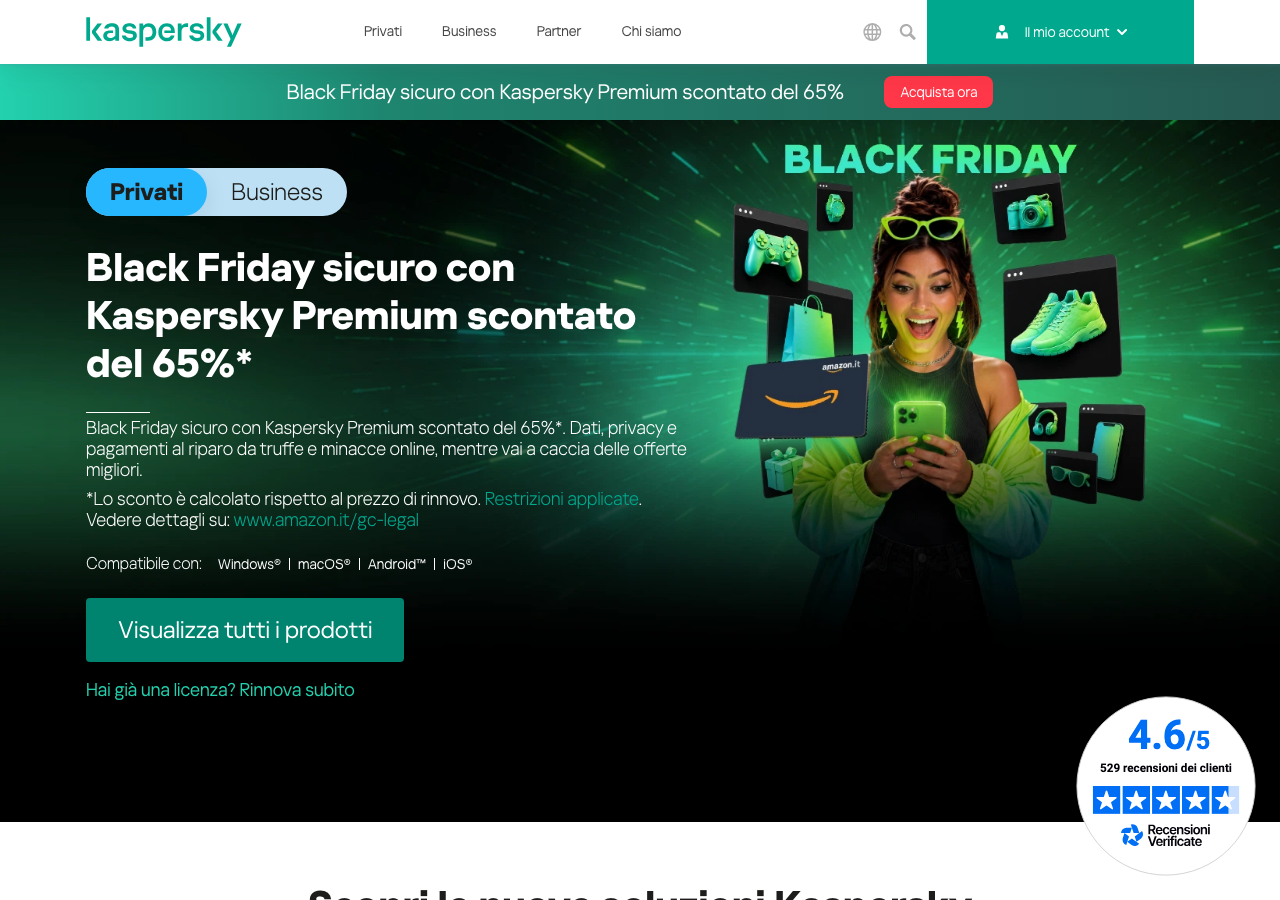 kaspersky
Privati
Business
Partner
Chi siamo
Il mio account
Black Friday sicuro con Kaspersky Premium scontato del 65%
Acquista ora
BLACK FRIDAY
Privati
Business
Black Friday sicuro con
Kaspersky Premium scontato
del 65%*
amazon.it
Black Friday sicuro con Kaspersky Premium scontato del 65%*. Dati, privacy e
pagamenti al riparo da truffe e minacce online, mentre vai a caccia delle offerte
migliori.
*Lo sconto è calcolato rispetto al prezzo di rinnovo. Restrizioni applicate.
Vedere dettagli su: www.amazon.it/gc-legal
Compatibile con: Windows® | macOS® | Android™ | iOS®
Visualizza tutti i prodotti
Hai già una licenza? Rinnova subito
4.6/5
529 recensioni dei clienti
Recensioni
Verificate
Scopri le nuove soluzioni Kaspersky